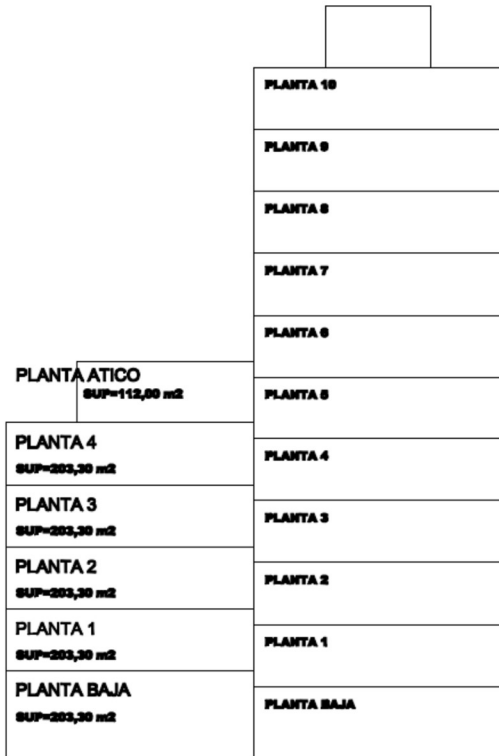 PLANTA 10
PLANTA 9
PLANTA 8
PLANTA 7
PLANTA 6
PLANTA ATICO
SUP=112,00 m2
PLANTA 5
PLANTA 4
SUP=203,30 m2
PLANTA 4
PLANTA 3
SUP=203,30 m2
PLANTA 3
PLANTA 2
SUP=203,30 m2
PLANTA 2
PLANTA 1
SUP=203,30 m2
PLANTA 1
PLANTA BAJA
SUP=203,30 m2
PLANTA BAJA